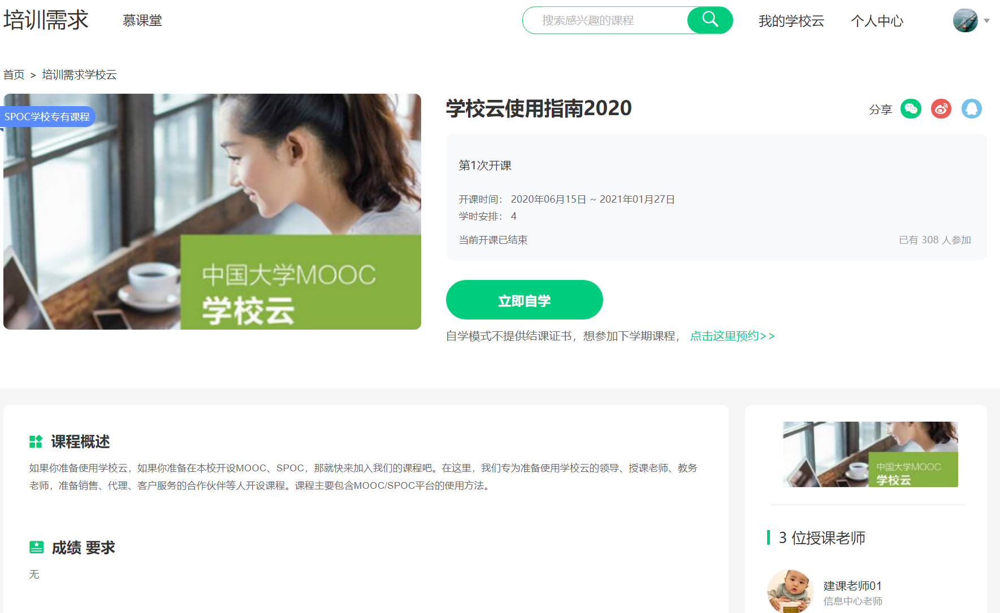 培训需求
慕课堂
搜索感兴趣的课程
我的学校云
个人中心
首页 > 培训需求学校云
SPOC学校专有课程
中国大学MOOC
学校云
学校云使用指南2020
分享
第1次开课
开课时间： 2020年06月15日 ~ 2021年01月27日
学时安排： 4
当前开课已结束
已有 308 人参加
立即自学
自学模式不提供结课证书，想参加下学期课程， 点击这里预约>>
课程概述
如果你准备使用学校云，如果你准备在本校开设MOOC、SPOC，那就快来加入我们的课程吧。在这里，我们专为准备使用学校云的领导、授课老师、教务
老师，准备销售、代理、客户服务的合作伙伴等人开设课程。课程主要包含MOOC/SPOC平台的使用方法。
成绩 要求
无
中国大学MOOC
学校云
3 位授课老师
建课老师01
信息中心老师